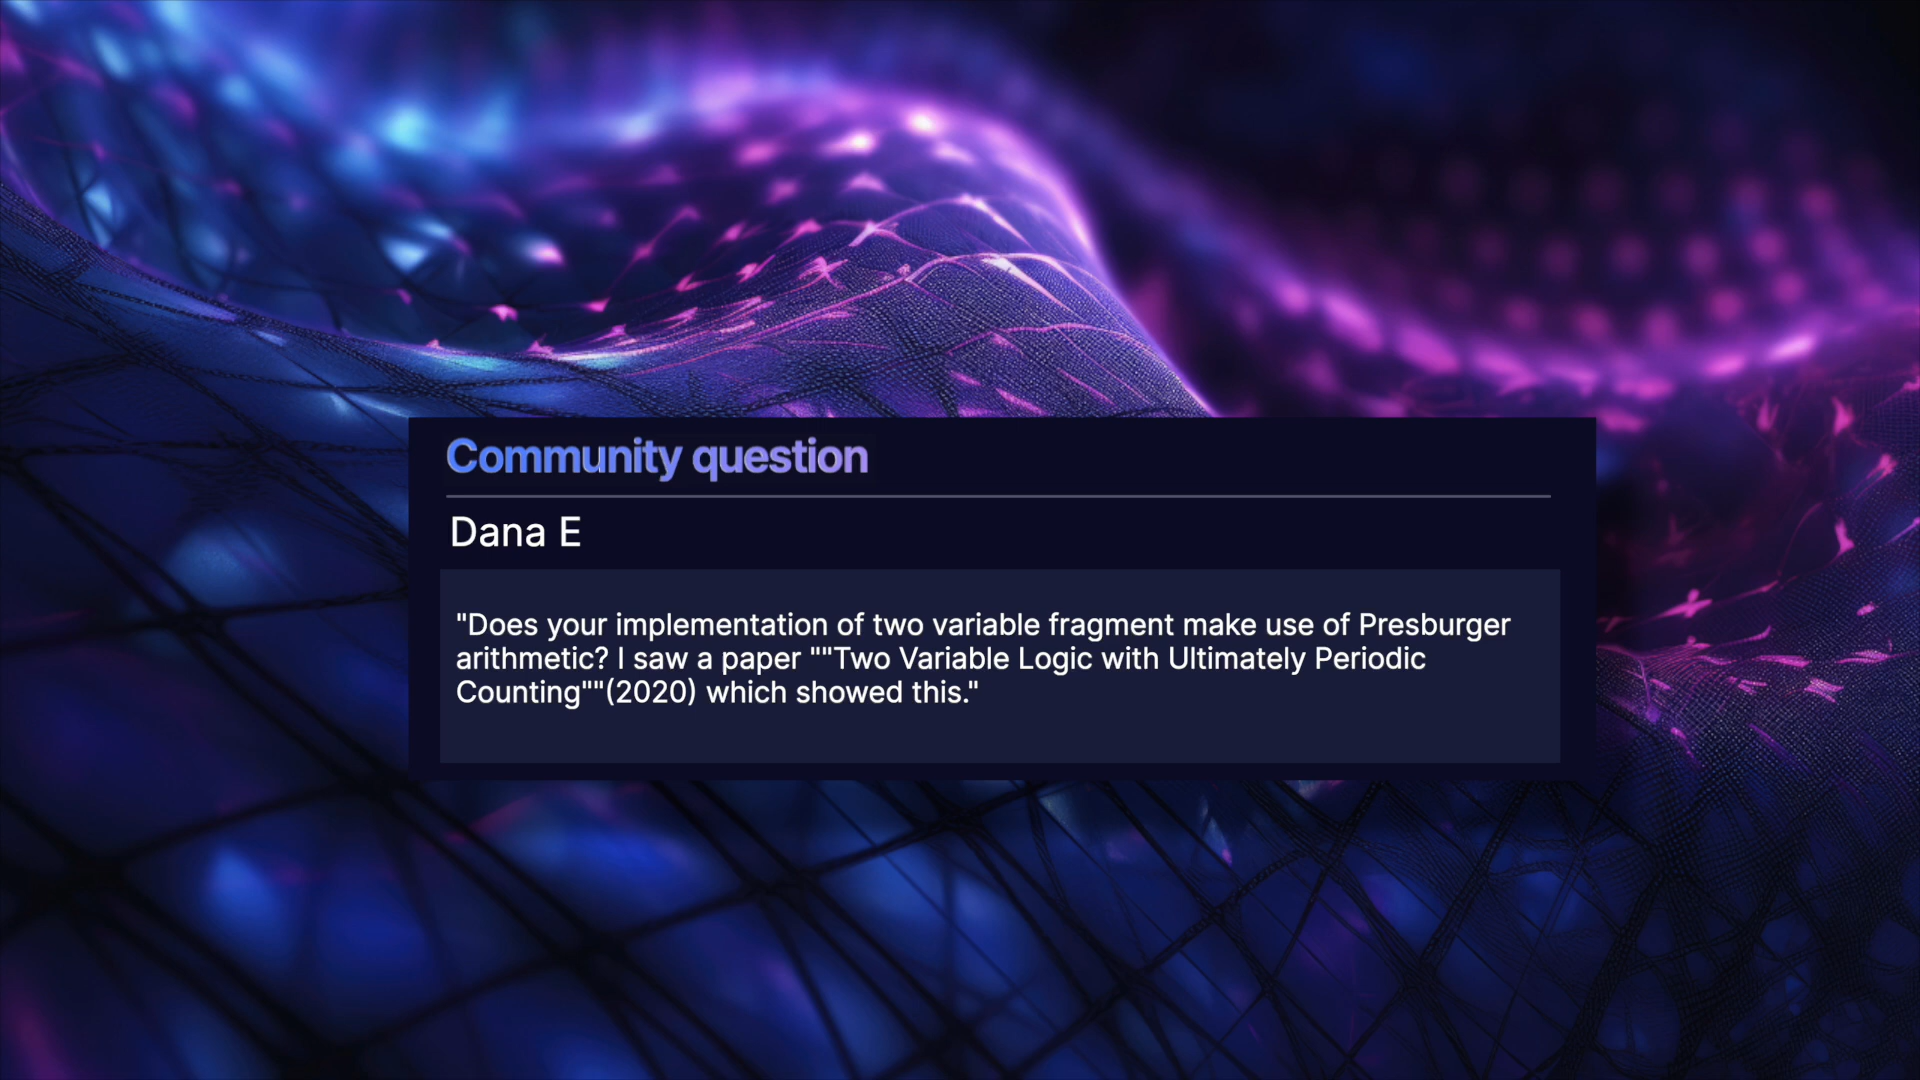 Community question
Dana E
"Does your implementation of two variable fragment make use of Presburger
arithmetic? I saw a paper ""Two Variable Logic with Ultimately Periodic
Counting""(2020) which showed this."